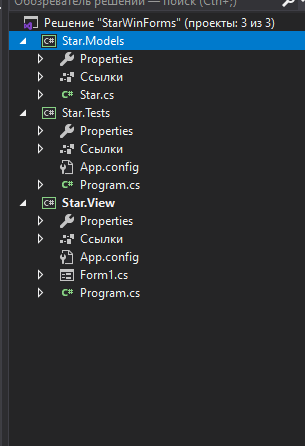 Обозреватель решений — поиск (Ctrl+;)
Решение "StarWinForms" (проекты: 3 из 3)
C# Star.Models
Properties
Ссылки
C# Star.cs
C# Star.Tests
Properties
Ссылки
App.config
C# Program.cs
C# Star.View
Properties
Ссылки
App.config
Form1.cs
C# Program.cs